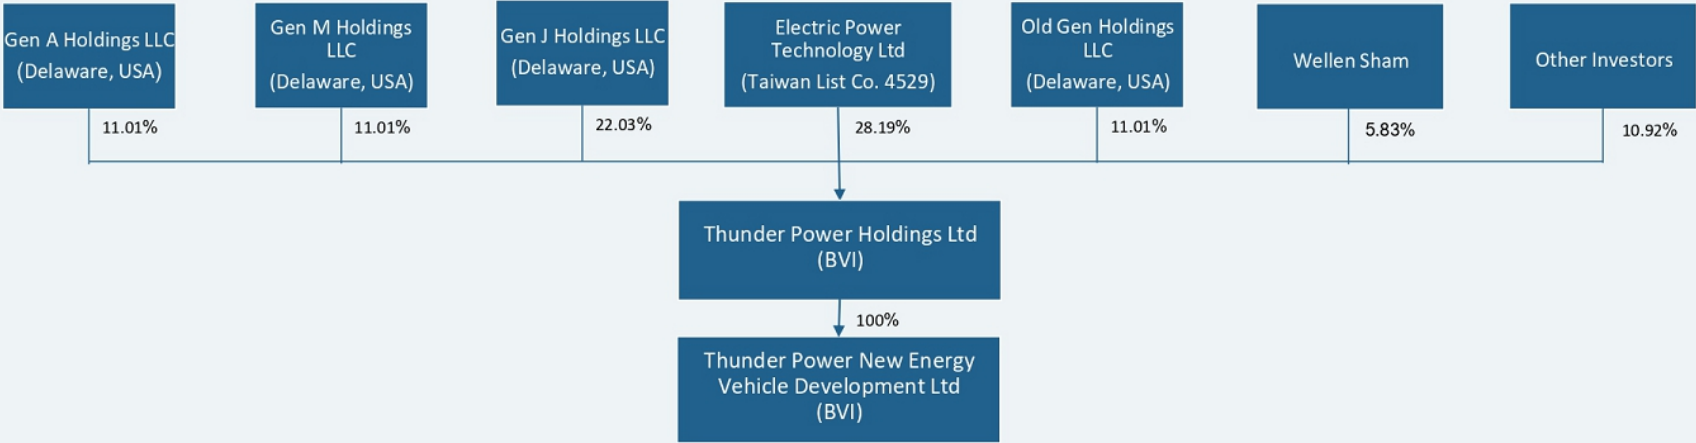 Gen A Holdings LLC
(Delaware, USA)
Gen M Holdings
LLC
(Delaware, USA)
Gen J Holdings LLC
(Delaware, USA)
Electric Power
Technology Ltd
(Taiwan List Co. 4529)
Old Gen Holdings
LLC
(Delaware, USA)
Wellen Sham
Other Investors
11.01%
11.01%
22.03%
28.19%
11.01%
5.83%
10.92%
Thunder Power Holdings Ltd
(BVI)
100%
Thunder Power New Energy
Vehicle Development Ltd
(BVI)